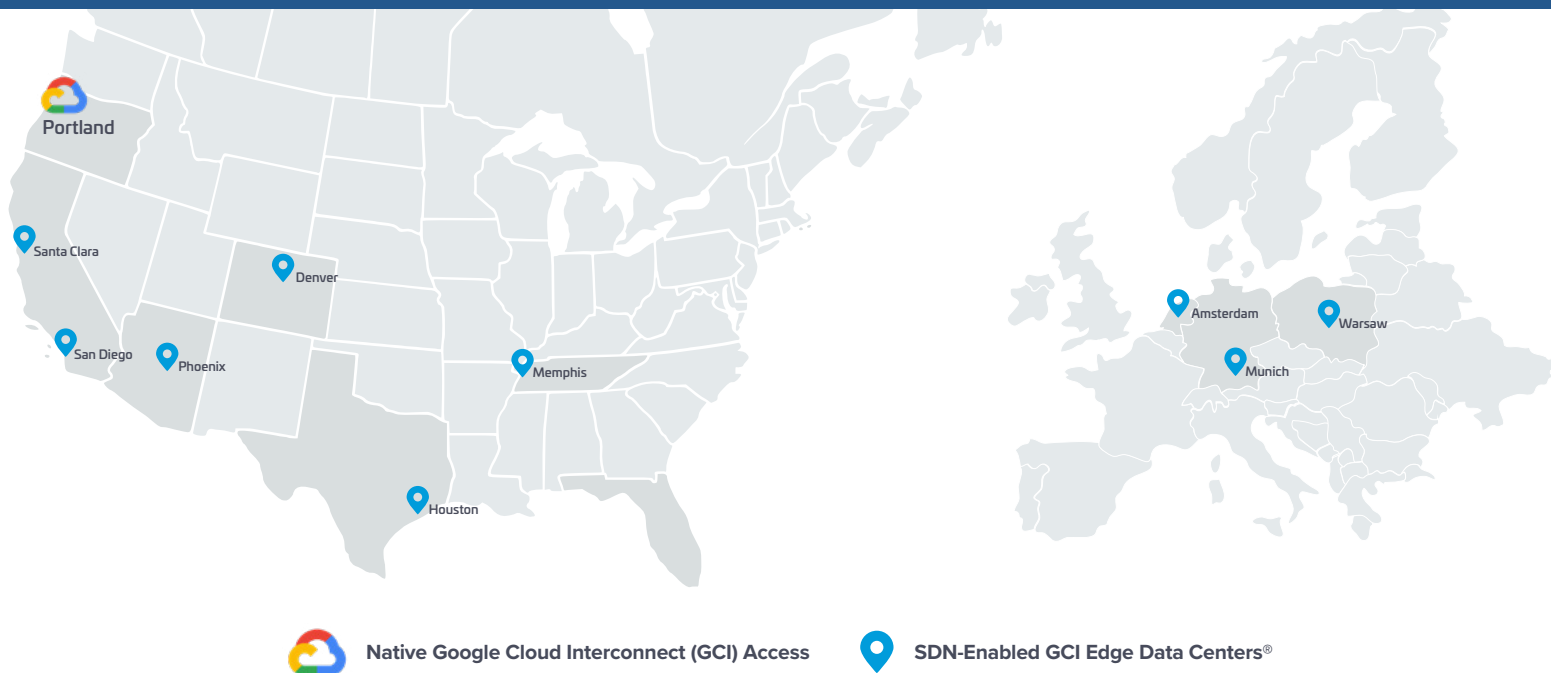 Portland
Santa Clara
Denver
San Diego
Phoenix
Memphis
Houston
Amsterdam
Warsaw
Munich
Native Google Cloud Interconnect (GCI) Access
SDN-Enabled GCI Edge Data Centers®